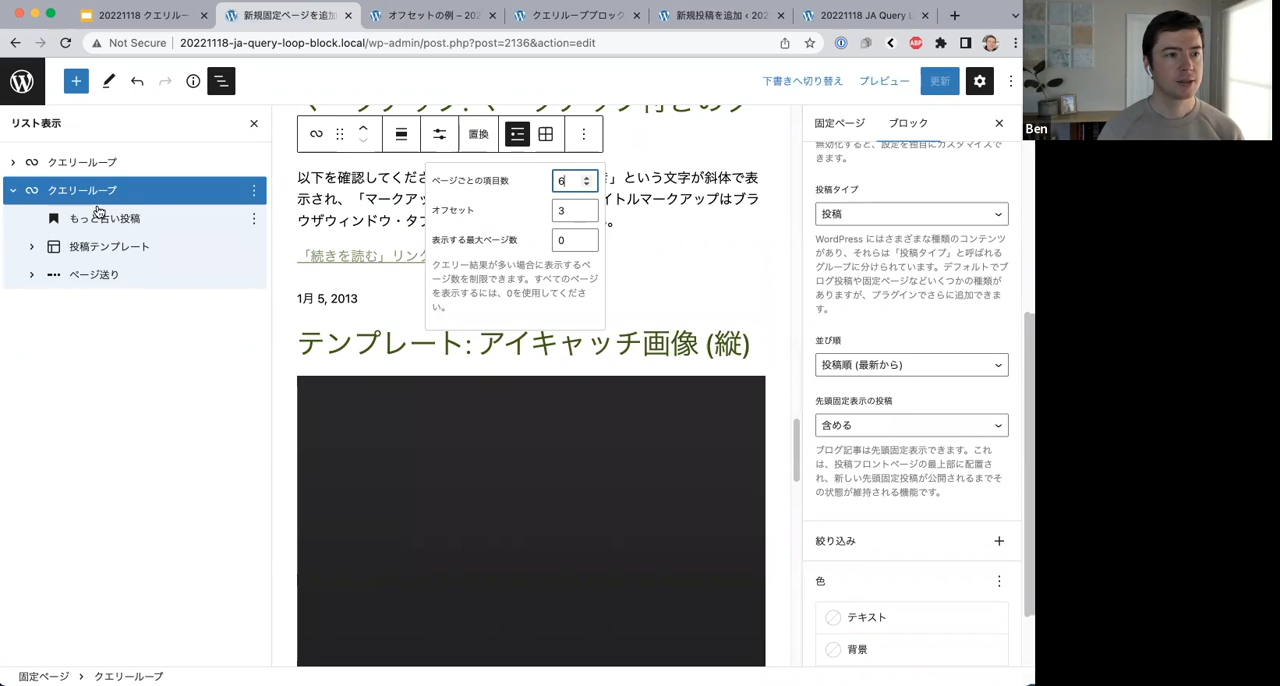 20221118 クエリルー
新規固定ページを追加
オフセットの例 – 202
クエリループブロック
新規投稿を追加 ‹ 202
20221118 JA Query L
Not Secure
20221118-ja-query-loop-block.local/wp-admin/post.php?post=2136&action=edit
ABP
Ben
下書きへ切り替え
プレビュー
更新
リスト表示
クエリーループ
クエリーループ
もっと古い投稿
投稿テンプレート
ページ送り
置換
ページごとの項目数
6
オフセット
3
表示する最大ページ数
0
クエリー結果が多い場合に表示するペ
ージ数を制限できます。すべてのページ
を表示するには、0を使用してくださ
い。
以下を確認してくださ
」という文字が斜体で表
示され、「マークアッ
イトルマークアップはブラ
ウザウィンドウ・タブ
「続きを読む」リンク
1月 5, 2013
テンプレート: アイキャッチ画像 (縦)
固定ページ
ブロック
無効化すると、設定を独自にカスタマイズで
きます。
投稿タイプ
投稿
WordPress にはさまざまな種類のコンテンツ
があり、それらは「投稿タイプ」と呼ばれる
グループに分けられています。デフォルトでブ
ログ投稿や固定ページなどいくつかの種類が
ありますが、プラグインでさらに追加できま
す。
並び順
投稿順 (最新から)
先頭固定表示の投稿
含める
ブログ記事は先頭固定表示できます。これ
は、投稿フロントページの最上部に配置さ
れ、新しい先頭固定投稿が公開されるまでそ
の状態が維持される機能です。
絞り込み
色
テキスト
背景
固定ページ › クエリーループ